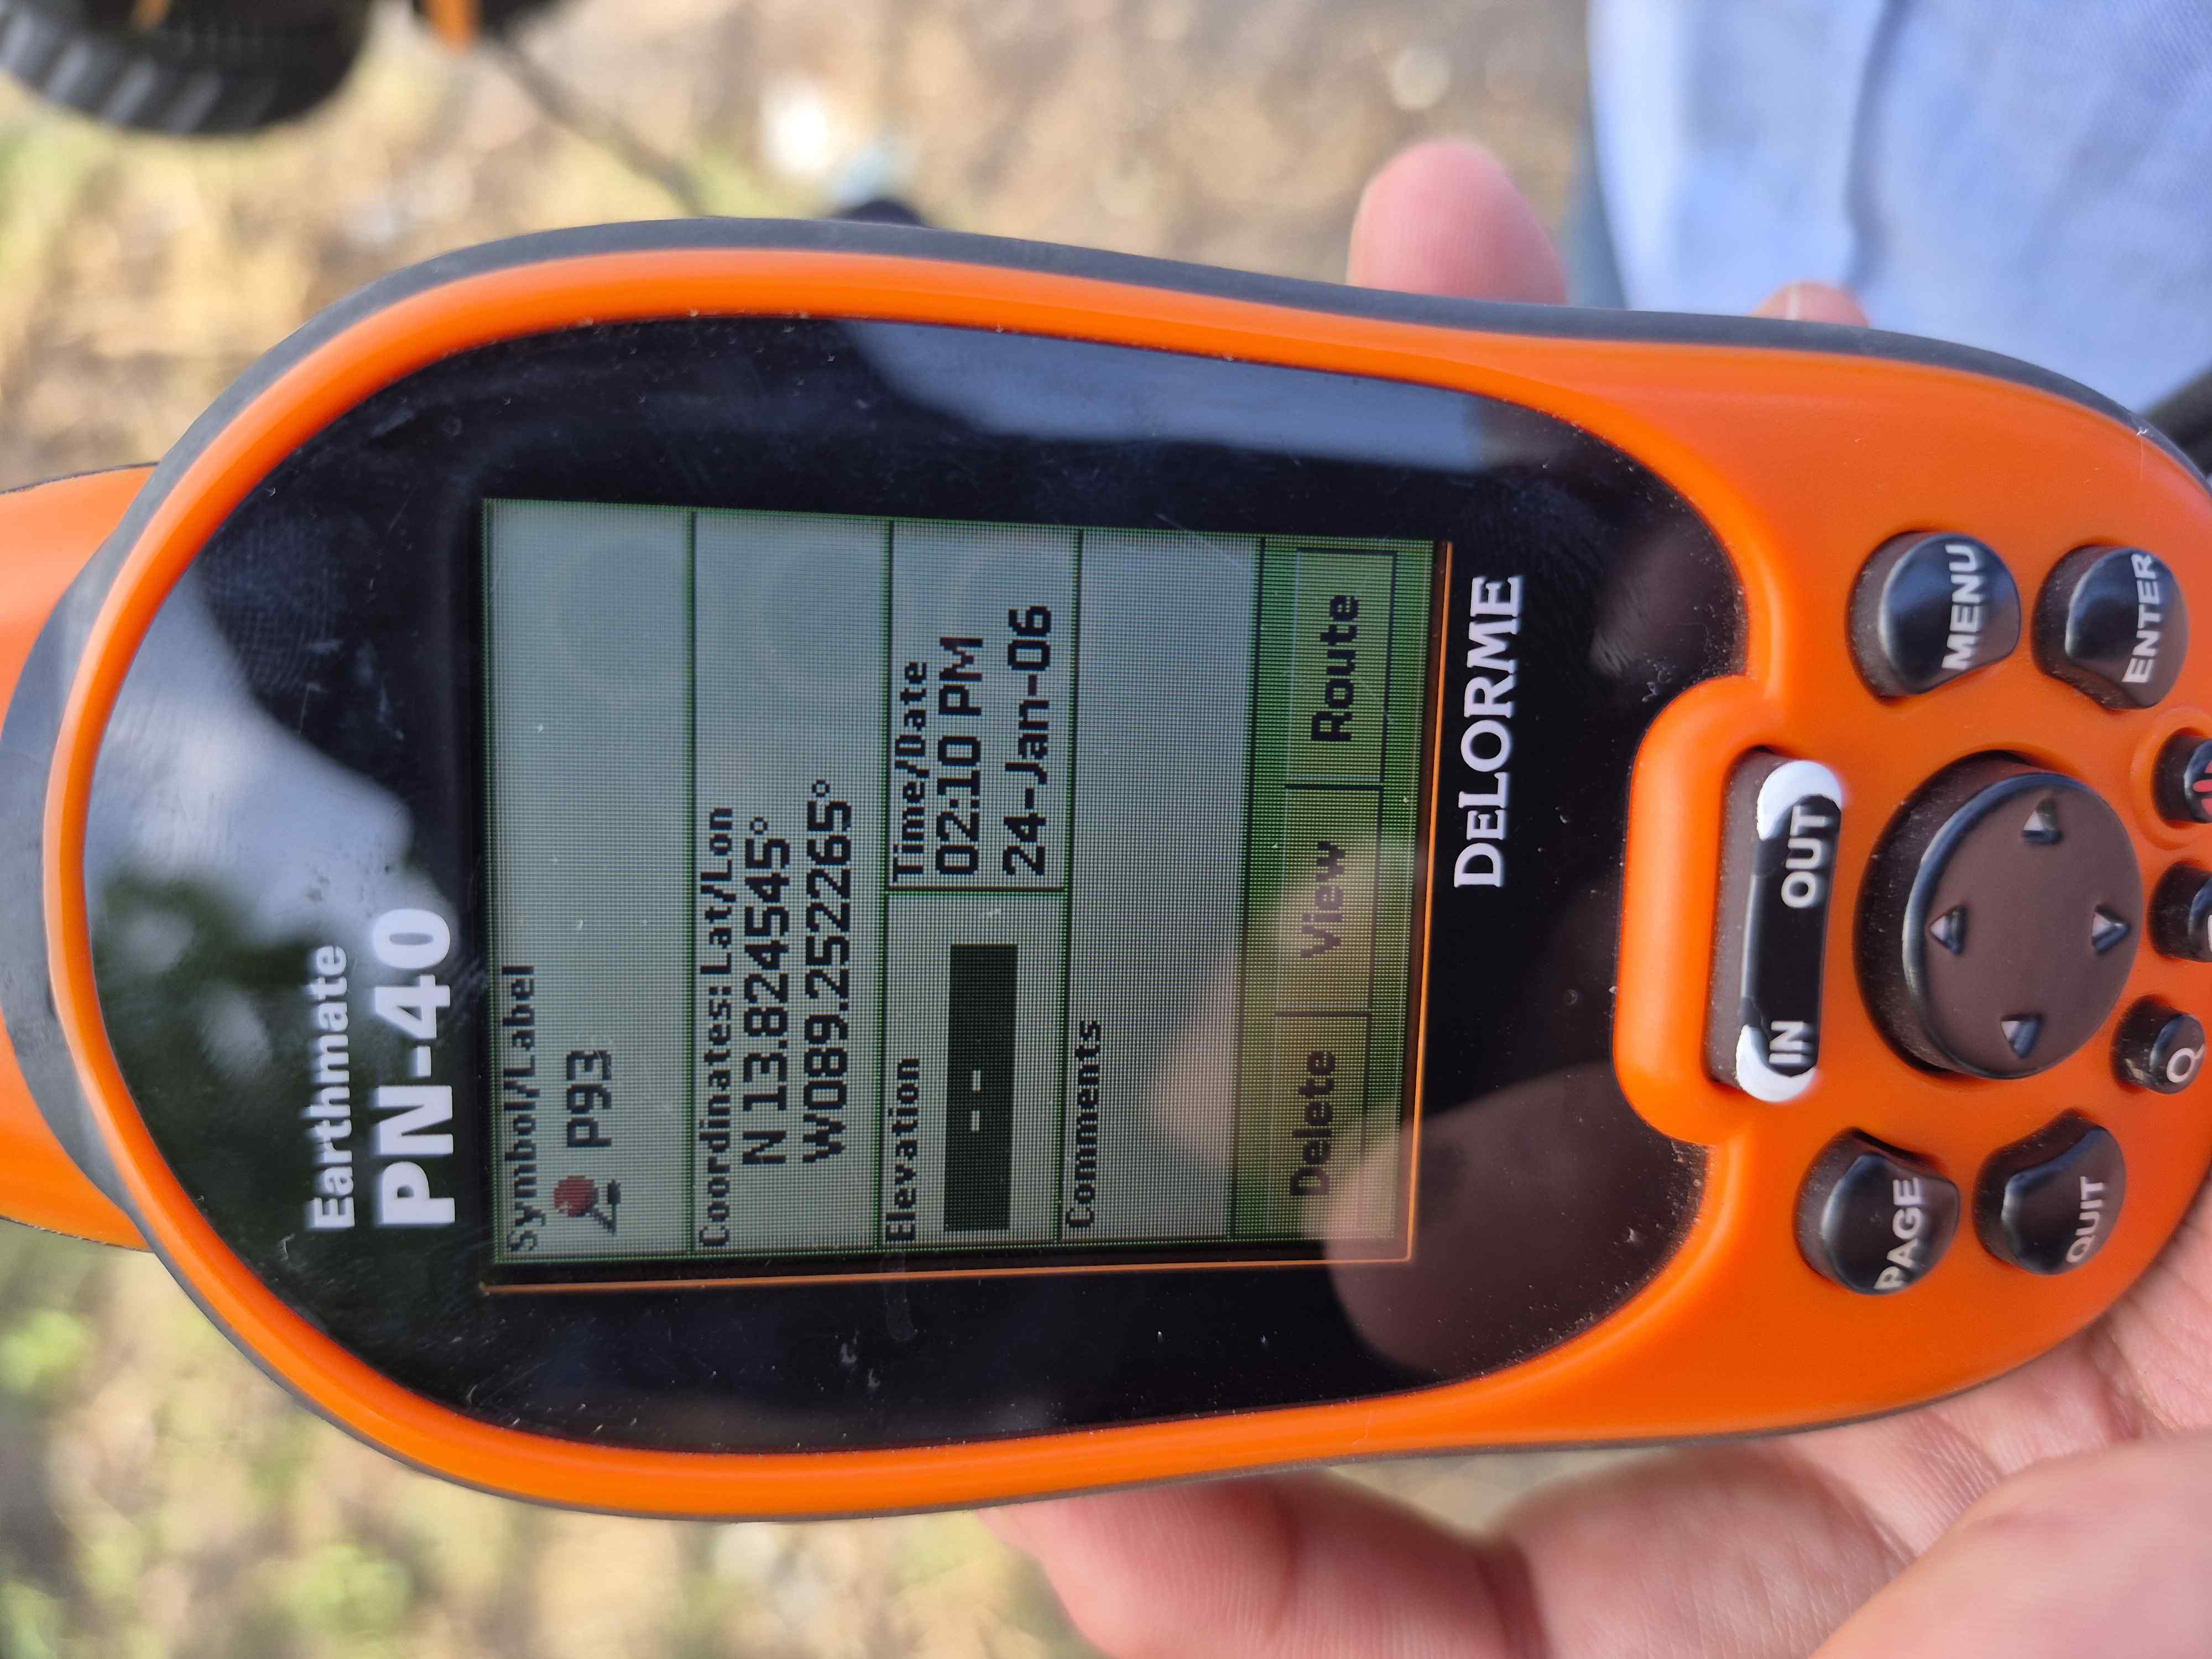 Earthmate
PN-40
Symbol/Label
P93
Coordinates: Lat/Lon
N 13.824545°
W089.252265°
Elevation
--
Time/Date
02:10 PM
24-Jan-06
Comments
Delete View Route
DELORME
IN OUT
PAGE
MENU
QUIT
ENTER